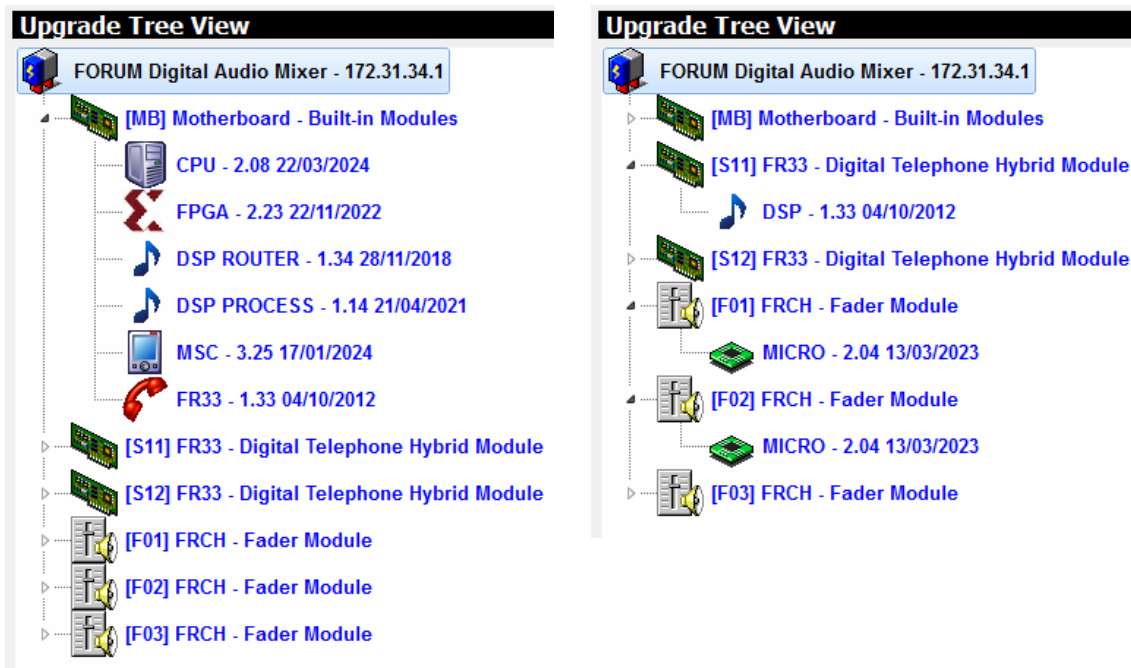 Upgrade Tree View
FORUM Digital Audio Mixer - 172.31.34.1
[MB] Motherboard - Built-in Modules
CPU - 2.08 22/03/2024
FPGA - 2.23 22/11/2022
DSP ROUTER - 1.34 28/11/2018
DSP PROCESS - 1.14 21/04/2021
MSC - 3.25 17/01/2024
FR33 - 1.33 04/10/2012
[S11] FR33 - Digital Telephone Hybrid Module
[S12] FR33 - Digital Telephone Hybrid Module
[F01] FRCH - Fader Module
[F02] FRCH - Fader Module
[F03] FRCH - Fader Module
Upgrade Tree View
FORUM Digital Audio Mixer - 172.31.34.1
[MB] Motherboard - Built-in Modules
[S11] FR33 - Digital Telephone Hybrid Module
DSP - 1.33 04/10/2012
[S12] FR33 - Digital Telephone Hybrid Module
[F01] FRCH - Fader Module
MICRO - 2.04 13/03/2023
[F02] FRCH - Fader Module
MICRO - 2.04 13/03/2023
[F03] FRCH - Fader Module